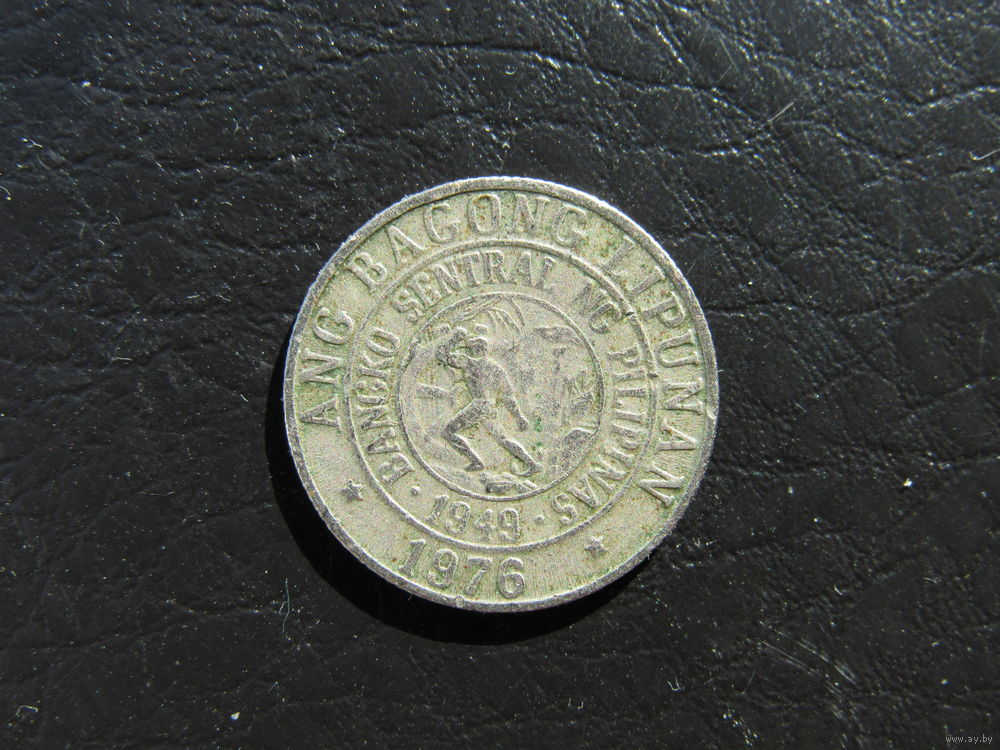 ANG BAGONG LIPUNAN
BANGKO SENTRAL NG PILIPINAS
· 1949 ·
1976
www.ay.by